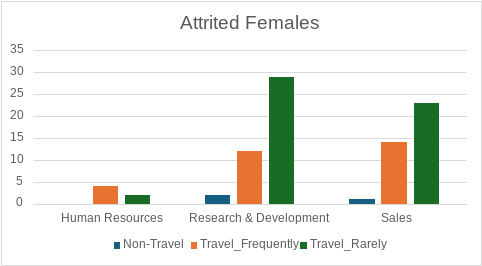 Attrited Females
35
30
25
20
15
10
5
0
Human Resources Research & Development Sales
Non-Travel Travel_Frequently Travel_Rarely